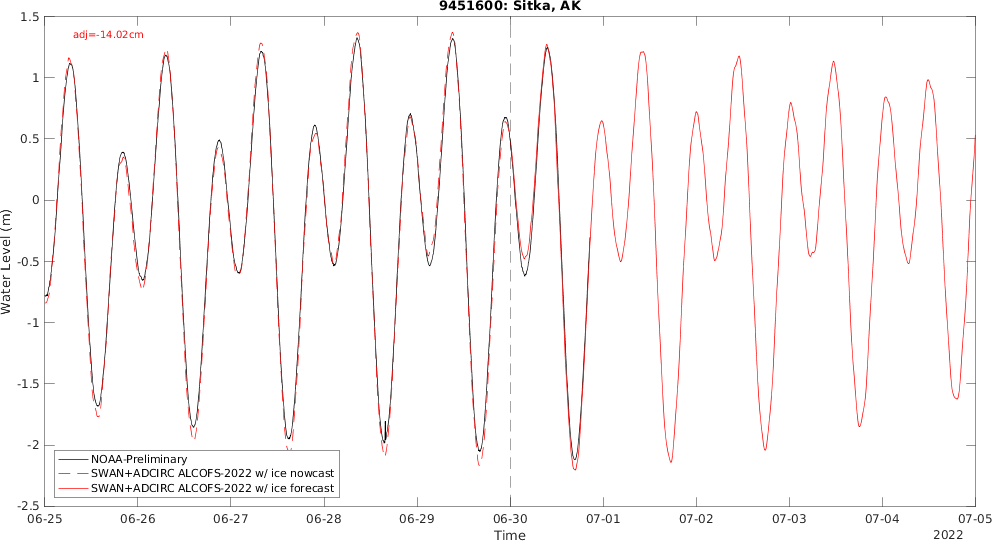 9451600: Sitka, AK
adj=-14.02cm
1.5
1
0.5
0
-0.5
-1
-1.5
-2
-2.5
Water Level (m)
NOAA-Preliminary
SWAN+ADCIRC ALCOFS-2022 w/ ice nowcast
SWAN+ADCIRC ALCOFS-2022 w/ ice forecast
06-25 06-26 06-27 06-28 06-29 06-30 07-01 07-02 07-03 07-04 07-05
Time
2022